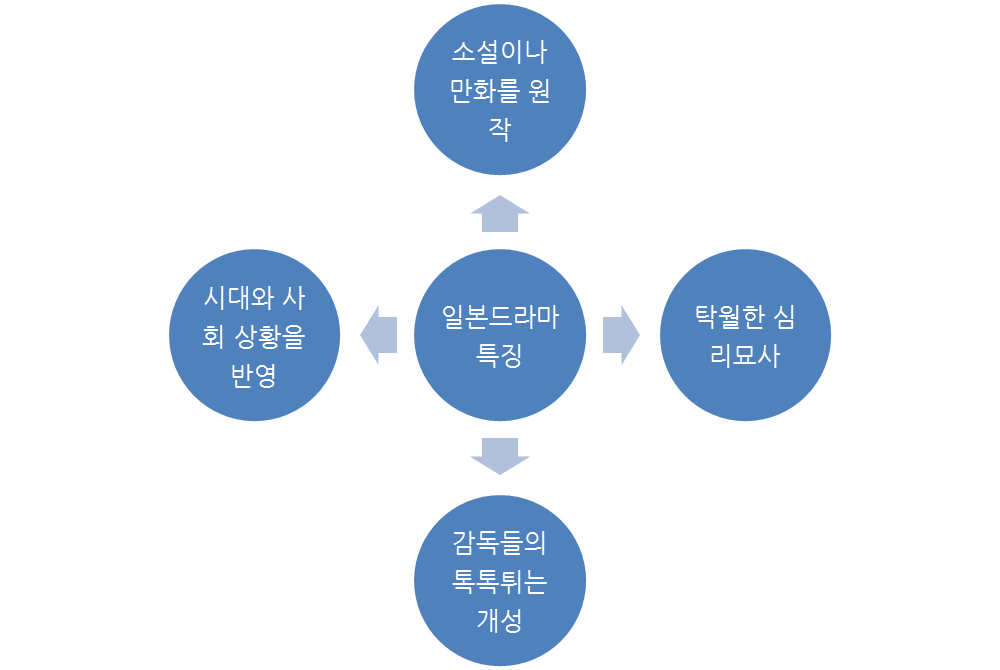 소설이나
만화를 원
작
시대와 사
회 상황을
반영
일본드라마
특징
탁월한 심
리묘사
감독들의
톡톡튀는
개성